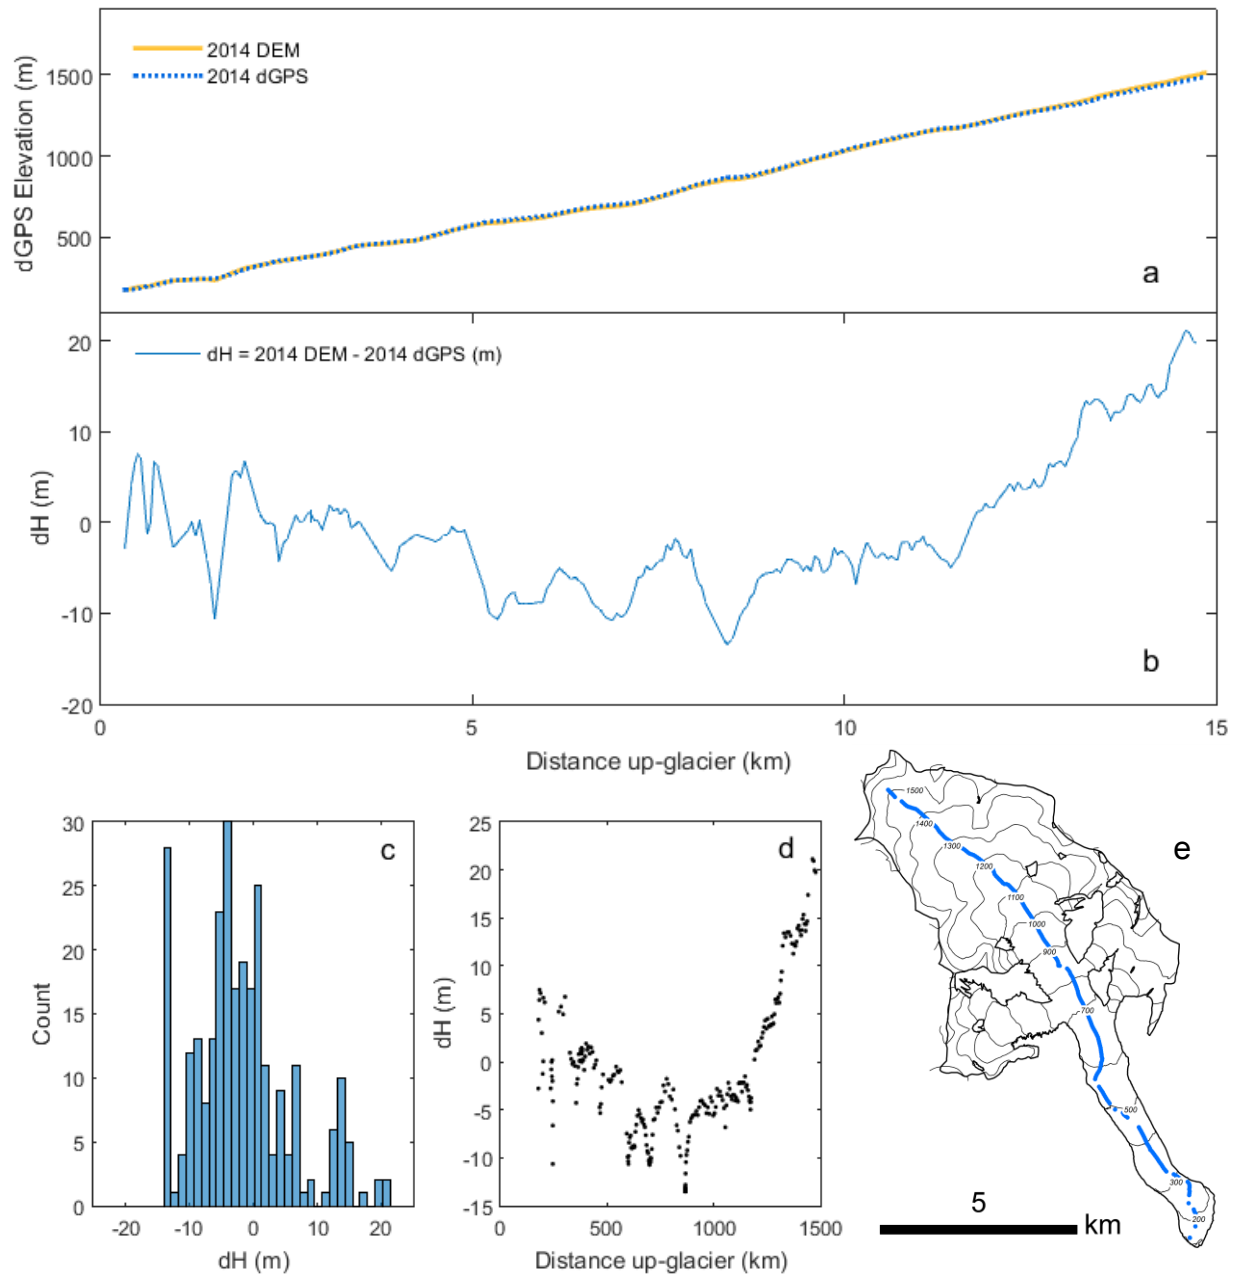 2014 DEM
2014 dGPS
dGPS Elevation (m)
1500
1000
500
a
dH = 2014 DEM - 2014 dGPS (m)
dH (m)
20
10
0
-10
-20
b
0 5 10 15
Distance up-glacier (km)
30
25
20
15
10
5
0
Count
c
-20 -10 0 10 20
dH (m)
25
20
15
10
5
0
-5
-10
-15
dH (m)
d
0 500 1000 1500
Distance up-glacier (km)
e
1500
1400
1300
1200
1100
1000
900
700
500
300
200
5
km